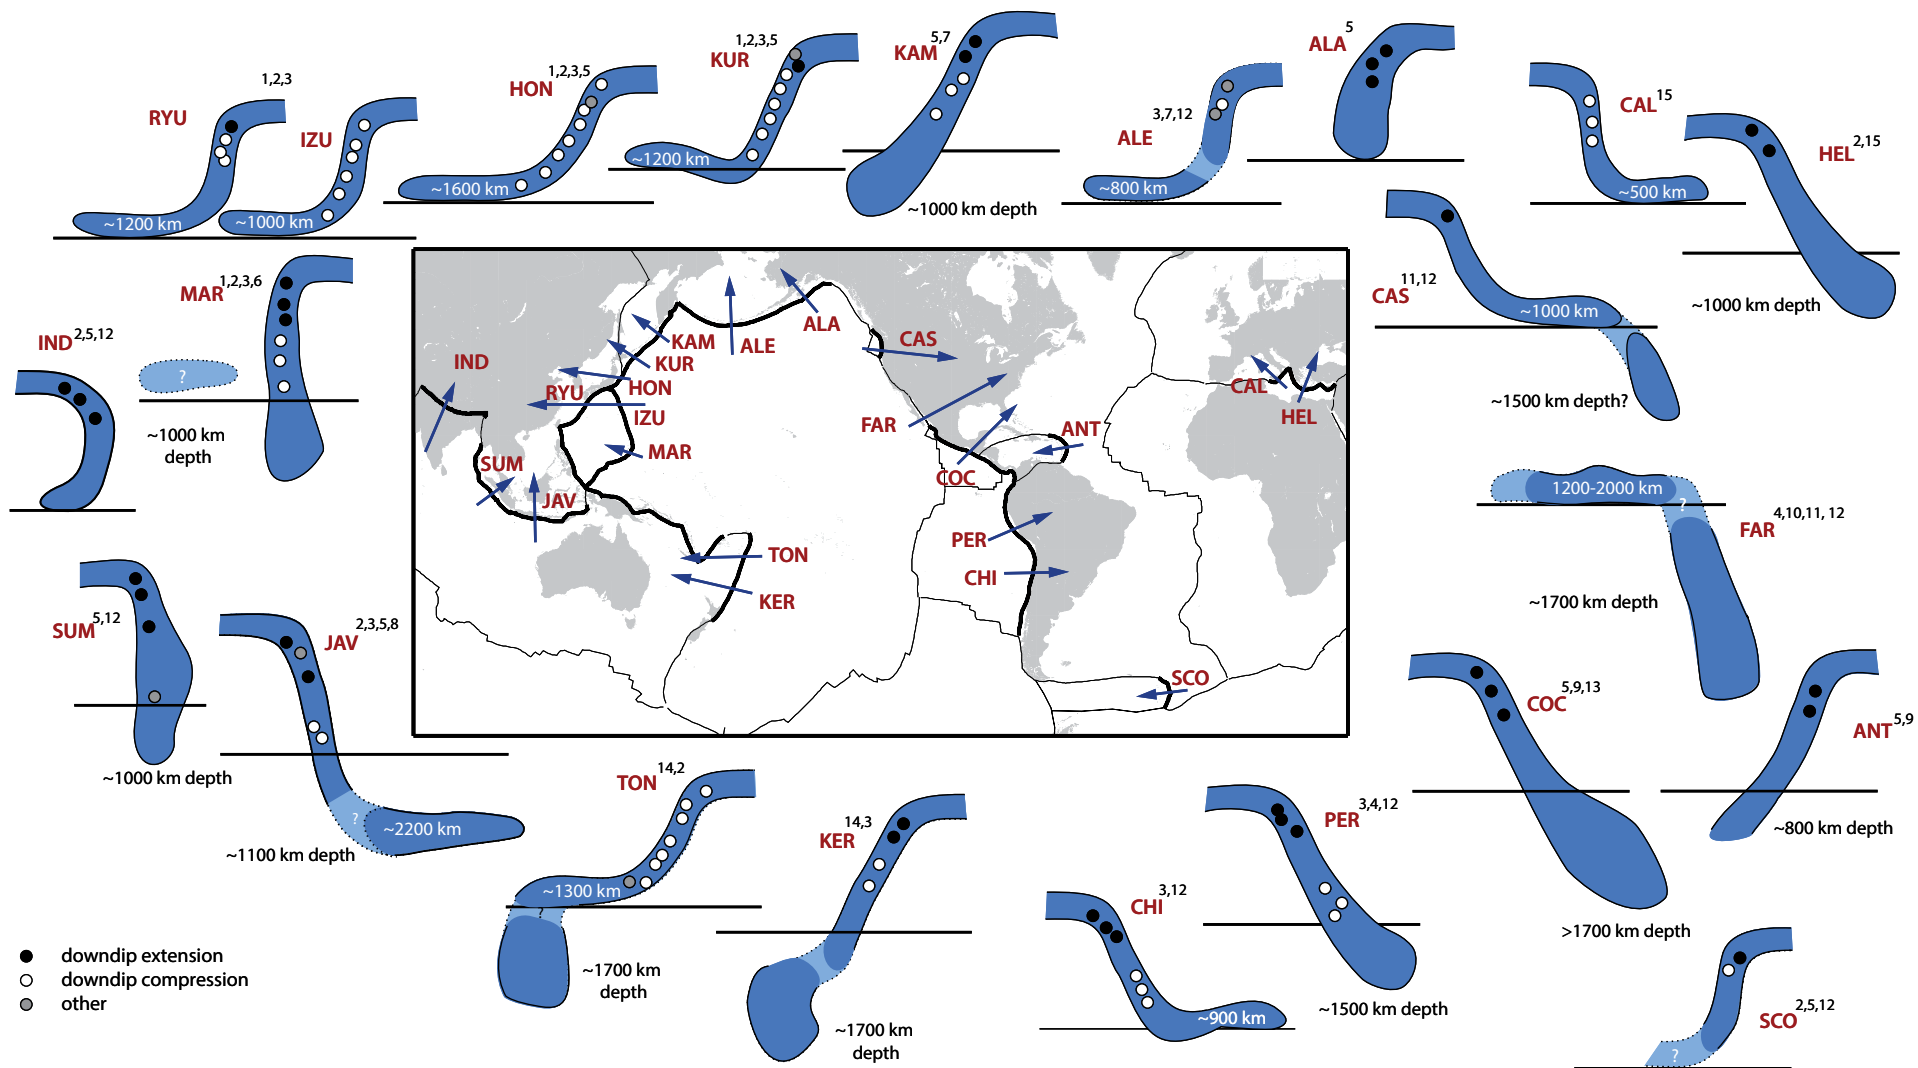 RYU 1,2,3
IZU
~1200 km
~1000 km
HON 1,2,3,5
~1600 km
KUR 1,2,3,5
~1200 km
KAM 5,7
~1000 km depth
ALE 3,7,12
~800 km
ALA 5
CAL 15
~500 km
HEL 2,15
~1000 km depth
CAS 11,12
~1000 km
~1500 km depth?
MAR 1,2,3,6
?
~1000 km
depth
IND 2,5,12
IND
KAM
KUR
HON
RYU
IZU
MAR
SUM
JAV
ALE
ALA
CAS
FAR
COC
ANT
CAL
HEL
PER
CHI
TON
KER
SCO
1200-2000 km
?
FAR 4,10,11, 12
~1700 km depth
SUM 5,12
~1000 km depth
JAV 2,3,5,8
?
~2200 km
~1100 km depth
TON 14,2
~1300 km
?
~1700 km
depth
KER 14,3
~1700 km
depth
CHI 3,12
~900 km
PER 3,4,12
~1500 km depth
COC 5,9,13
>1700 km depth
ANT 5,9
~800 km depth
SCO 2,5,12
?
downdip extension
downdip compression
other